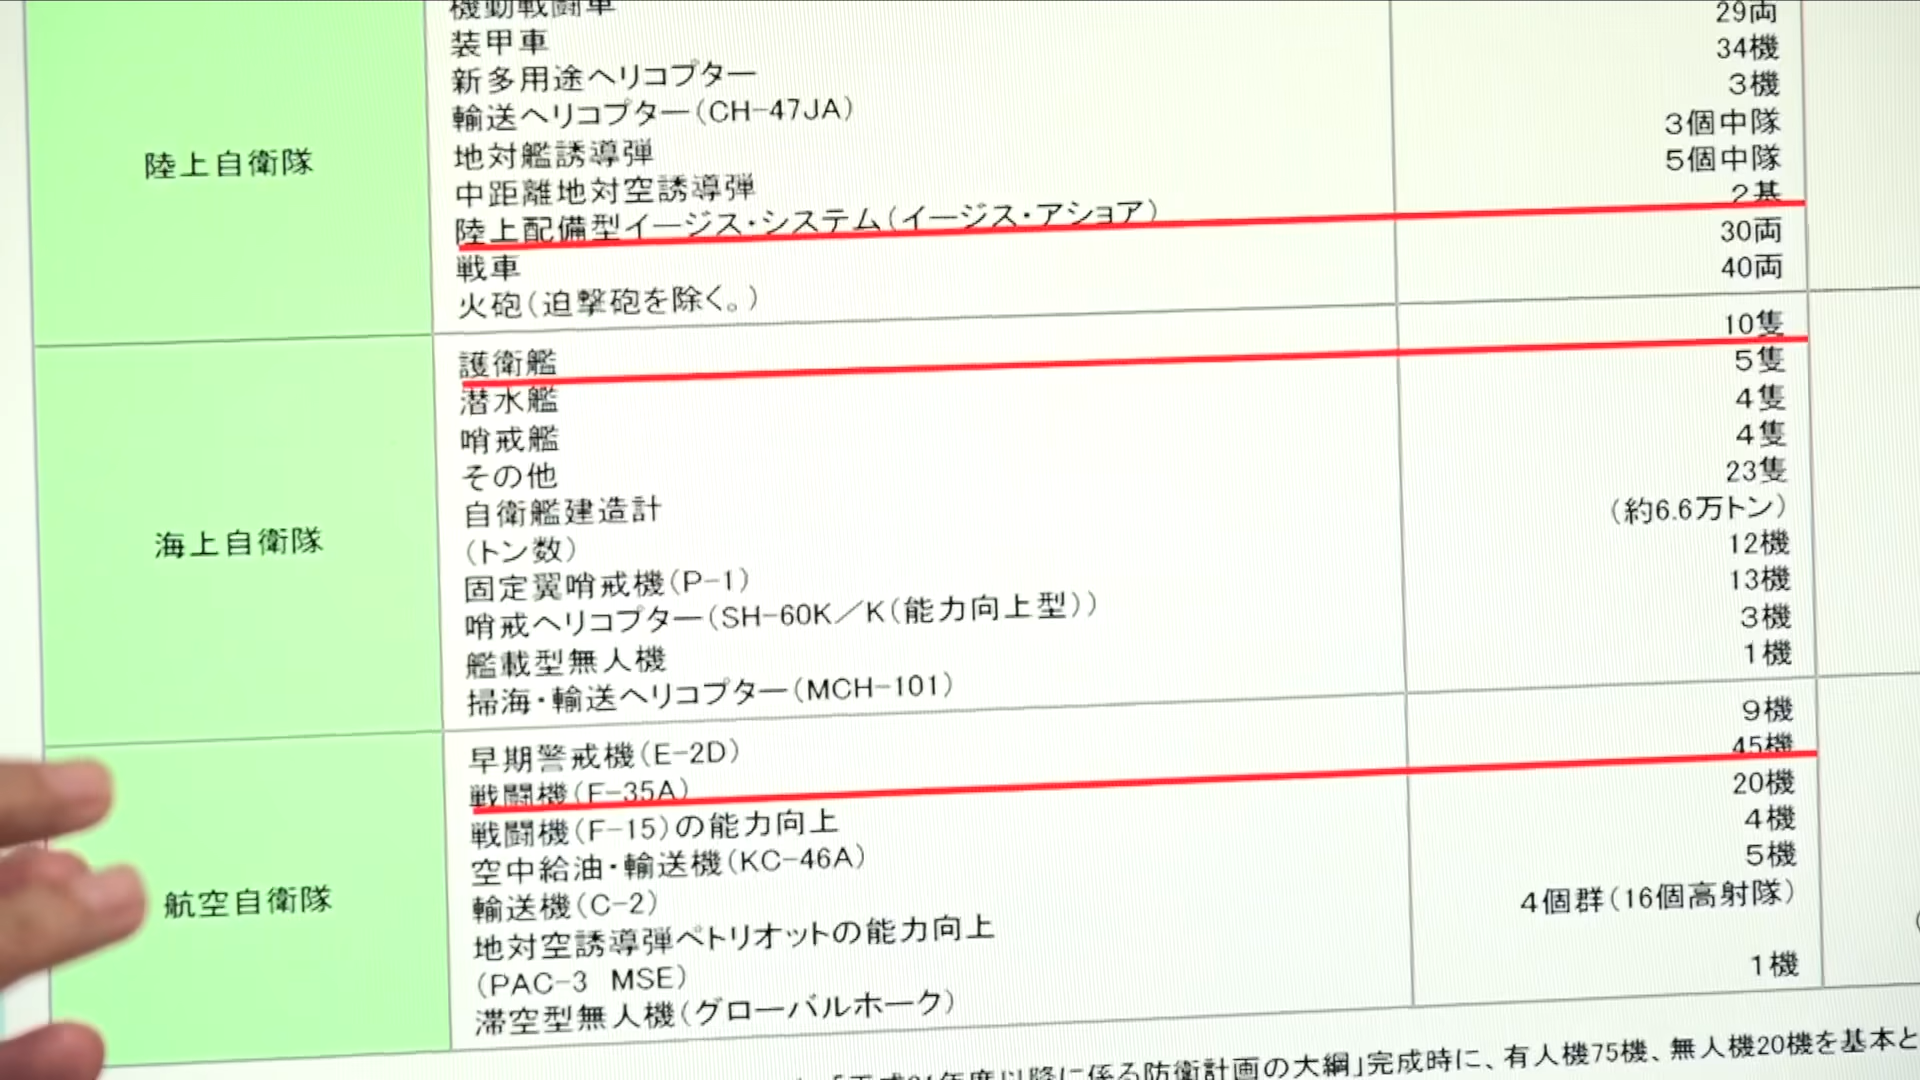 機動戦闘車
装甲車
新多用途ヘリコプター
輸送ヘリコプター(CH-47JA)
地対艦誘導弾
中距離地対空誘導弾
陸上配備型イージス・システム(イージス・アショア)
戦車
火砲(迫撃砲を除く。)
陸上自衛隊
29両
34機
3機
3個中隊
5個中隊
2基
30両
40両
海上自衛隊
護衛艦
潜水艦
哨戒艦
その他
自衛艦建造計
(トン数)
固定翼哨戒機(P-1)
哨戒ヘリコプター(SH-60K/K(能力向上型))
艦載型無人機
掃海・輸送ヘリコプター(MCH-101)
10隻
5隻
4隻
4隻
23隻
(約6.6万トン)
12機
13機
3機
1機
航空自衛隊
早期警戒機(E-2D)
戦闘機(F-35A)
戦闘機(F-15)の能力向上
空中給油・輸送機(KC-46A)
輸送機(C-2)
地対空誘導弾ペトリオットの能力向上
(PAC-3 MSE)
滞空型無人機(グローバルホーク)
9機
45機
20機
4機
5機
4個群(16個高射隊)
1機
年度以降に係る防衛計画の大綱」完成時に、有人機75機、無人機20機を基本と